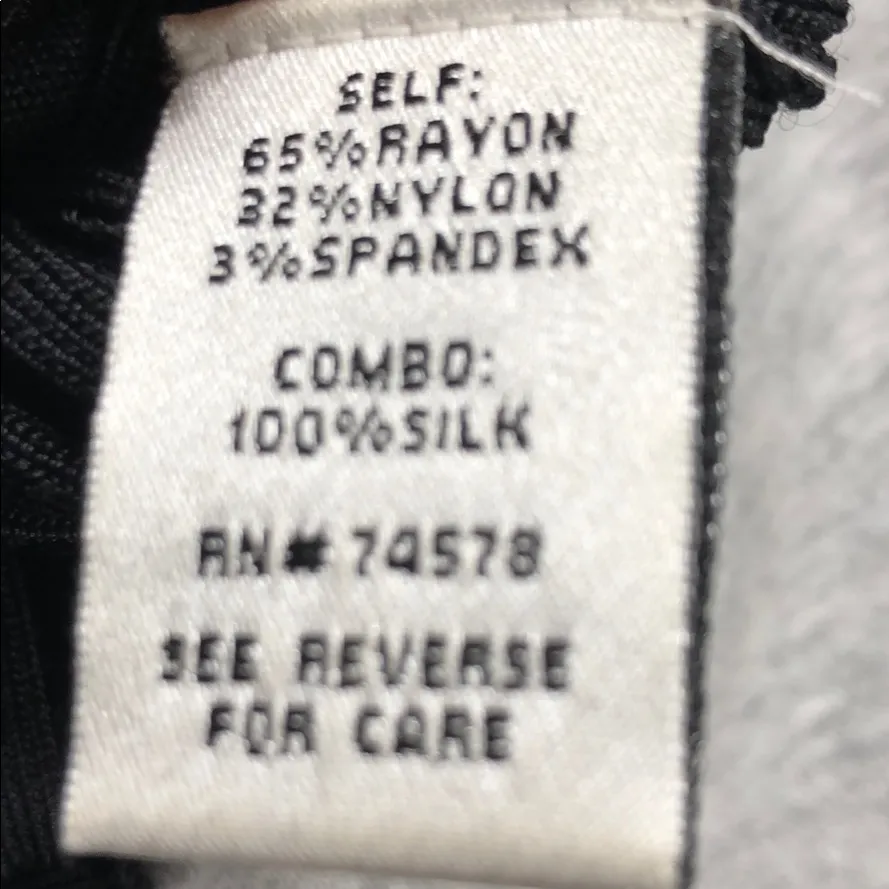 SELF:
65%RAYON
32%NYLON
3%SPANDEX
COMBO:
100%SILK
RN# 74578
SEE REVERSE
FOR CARE